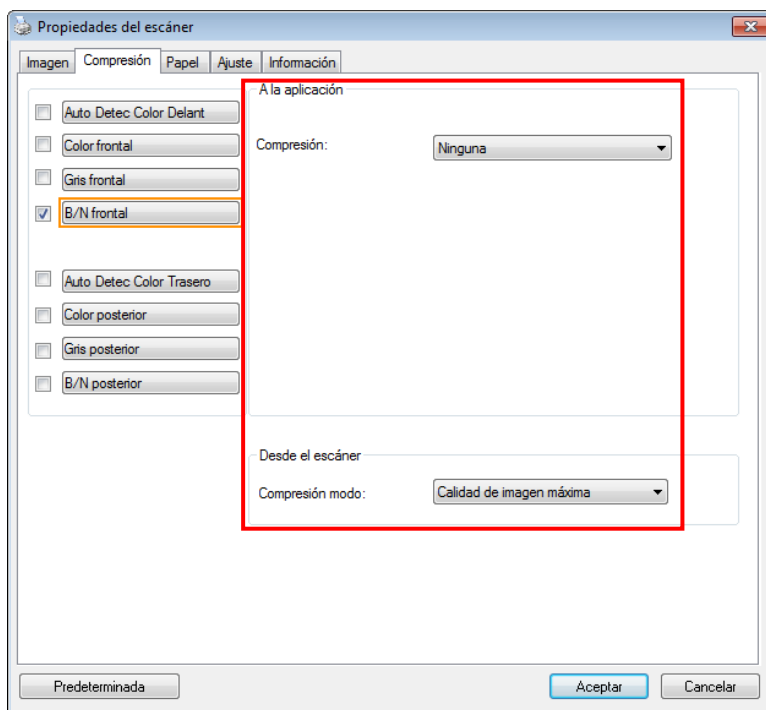 Propiedades del escáner
Imagen Compresión Papel Ajuste Información
Auto Detec Color Delant
Color frontal
Gris frontal
B/N frontal
Auto Detec Color Trasero
Color posterior
Gris posterior
B/N posterior
A la aplicación
Compresión: Ninguna
Desde el escáner
Compresión modo: Calidad de imagen máxima
Predeterminada Aceptar Cancelar